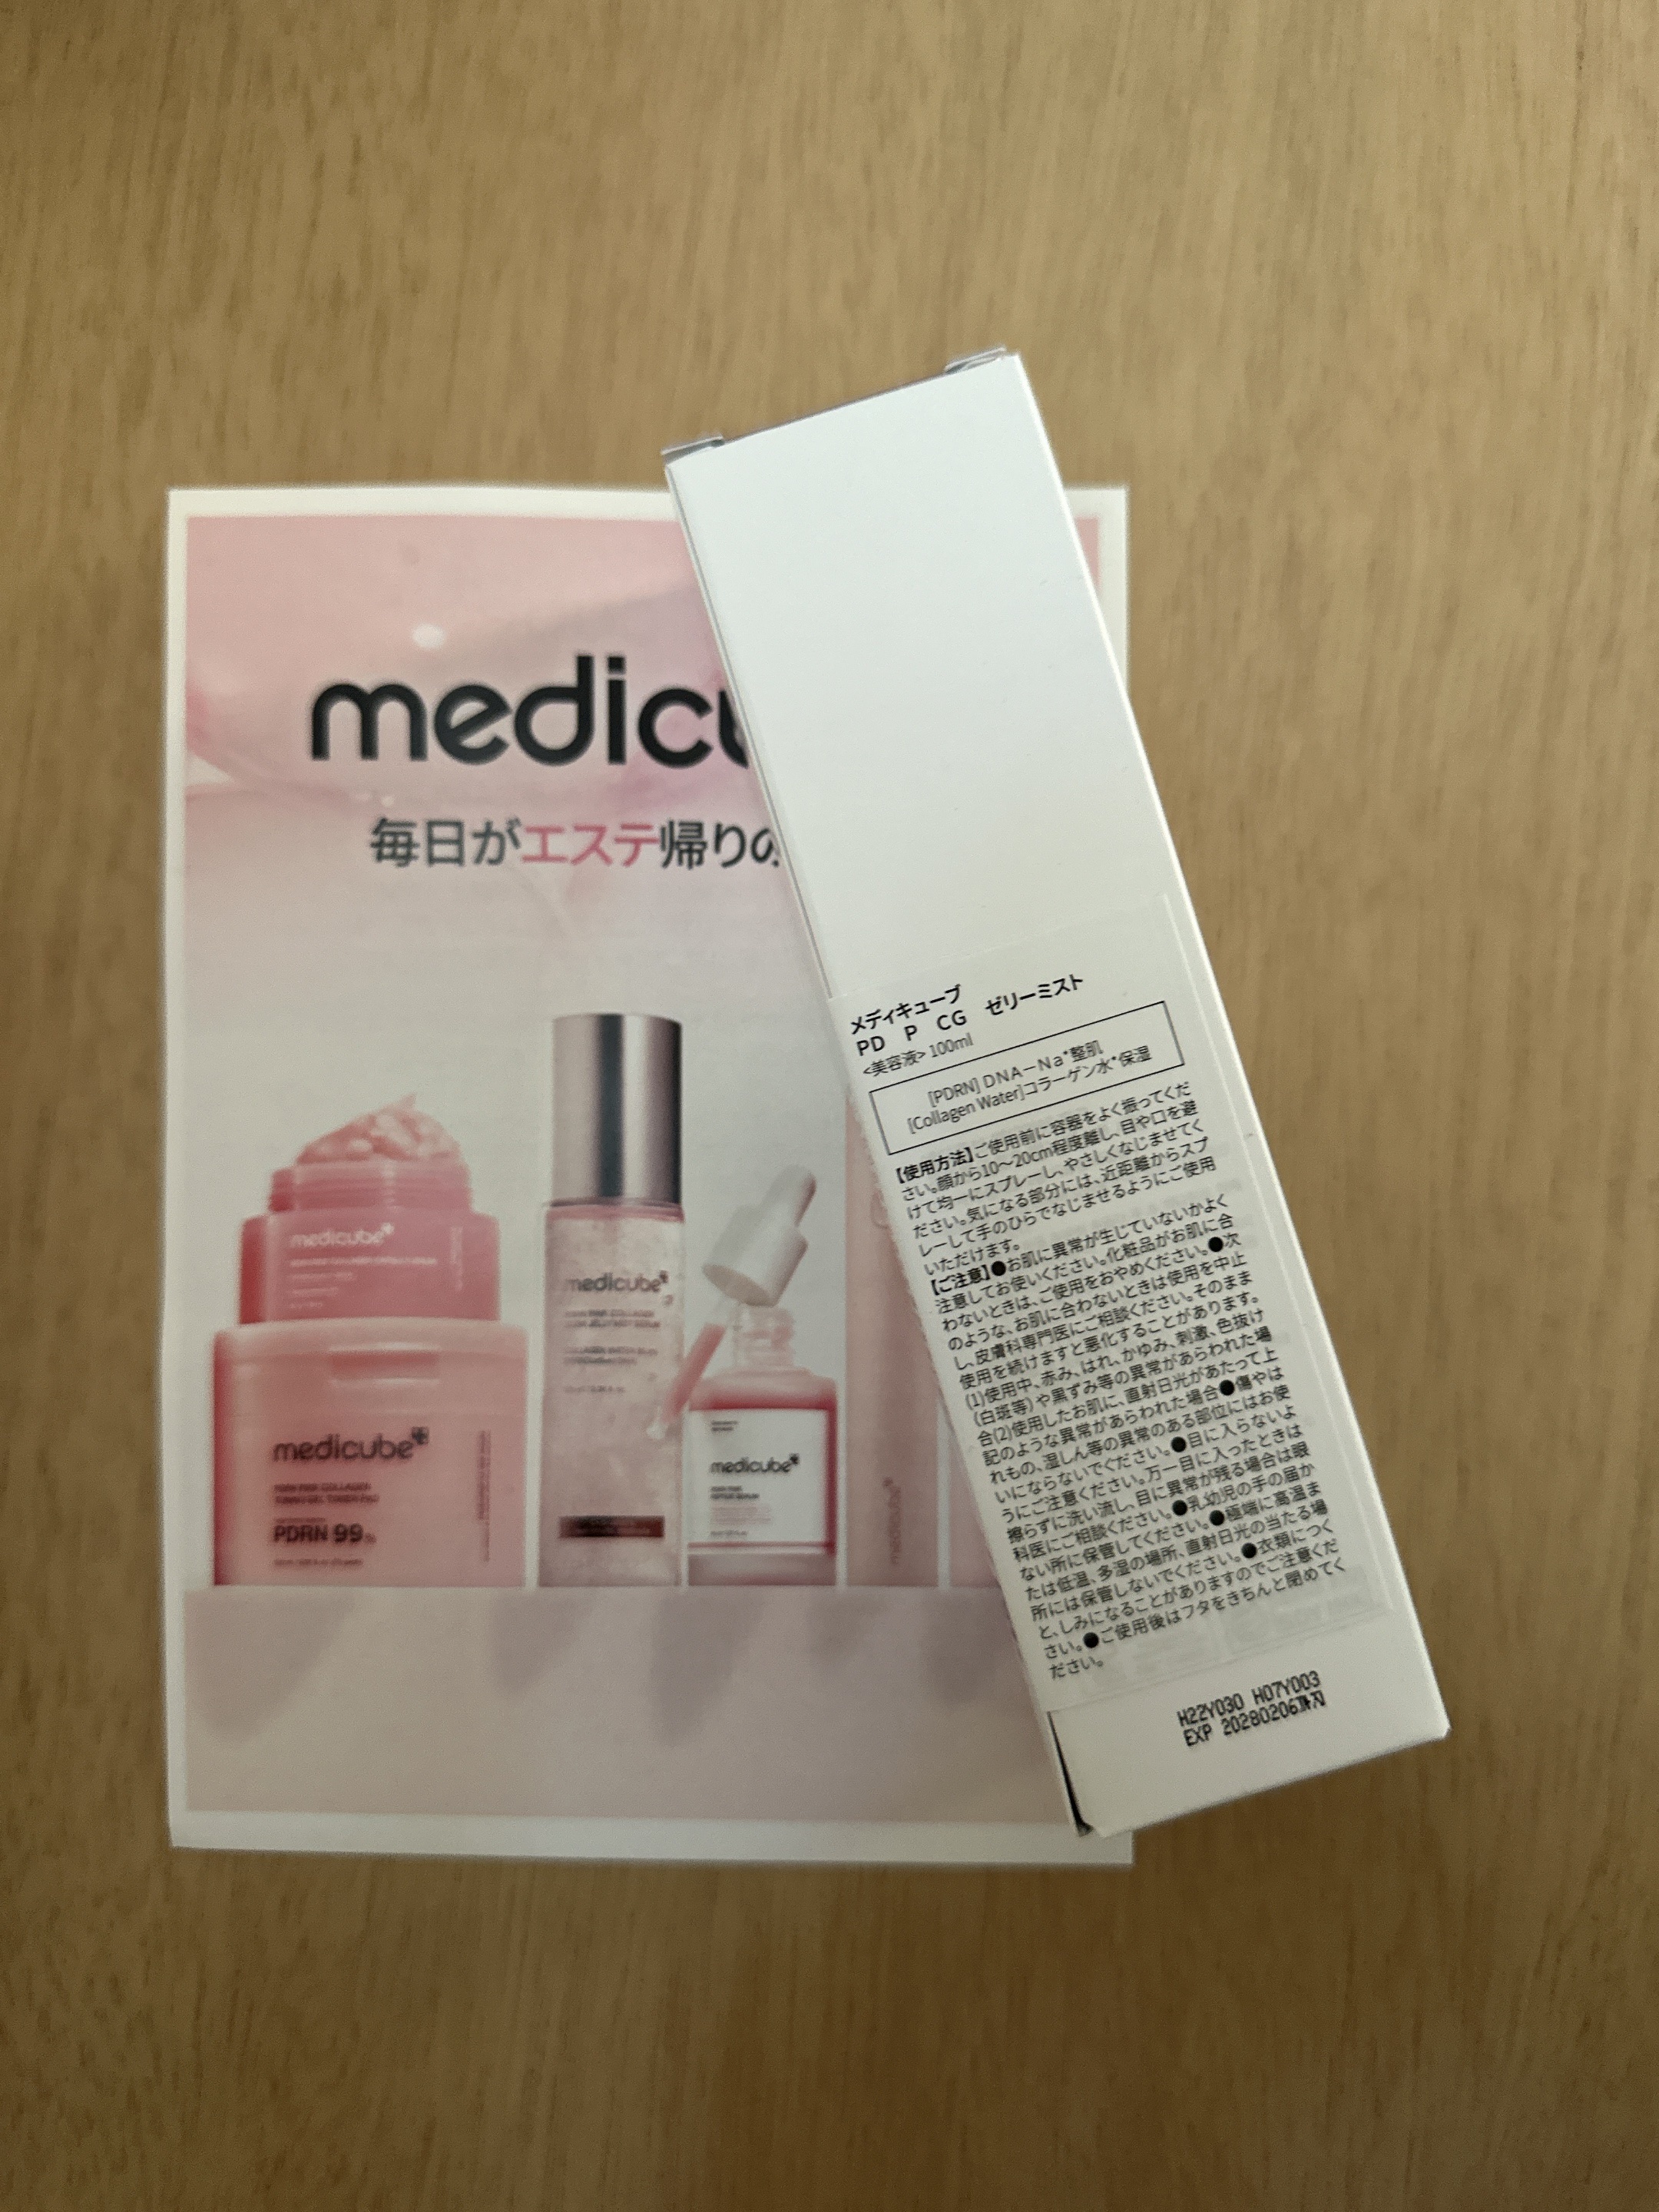 medicu
毎日がエステ帰りの
medicube
medicube
PDRN 99
medicube
medicube
medicube
メディキューブ
PD P CG ゼリーミスト
<美容液> 100ml
[PDRN] DNA－Na*整肌
[Collagen Water]コラーゲン水*保湿
【使用方法】ご使用前に容器をよく振ってくだ
さい。顔から10～20cm程度離し、目や口を避
けて均一にスプレーし、やさしくなじませてく
ださい。気になる部分には、近距離からスプ
レーして手のひらでなじませるようにご使用
いただけます。
【ご注意】●お肌に異常が生じていないかよく
注意してお使いください。化粧品がお肌に合
わないときは、ご使用をおやめください。●次
のような、お肌に合わないときは使用を中止
し、皮膚科専門医にご相談ください。そのまま
使用を続けますと悪化することがあります。
(1)使用中、赤み、はれ、かゆみ、刺激、色抜け
(白斑等)や黒ずみ等の異常があらわれた場
合(2)使用したお肌に、直射日光があたって上
記のような異常があらわれた場合●傷やは
れもの、湿しん等の異常のある部位にはお使
いにならないでください。●目に入らないよ
うにご注意ください。万一目に入ったときは
擦らずに洗い流し、目に異常が残る場合は眼
科医にご相談ください。●乳幼児の手の届か
ない所に保管してください。●極端に高温ま
たは低温、多湿の場所、直射日光の当たる場
所には保管しないでください。●衣類につく
と、しみになることがありますのでご注意くだ
さい。●ご使用後はフタをきちんと閉めてく
ださい。
H22Y030 H07Y003
EXP 20280206까지